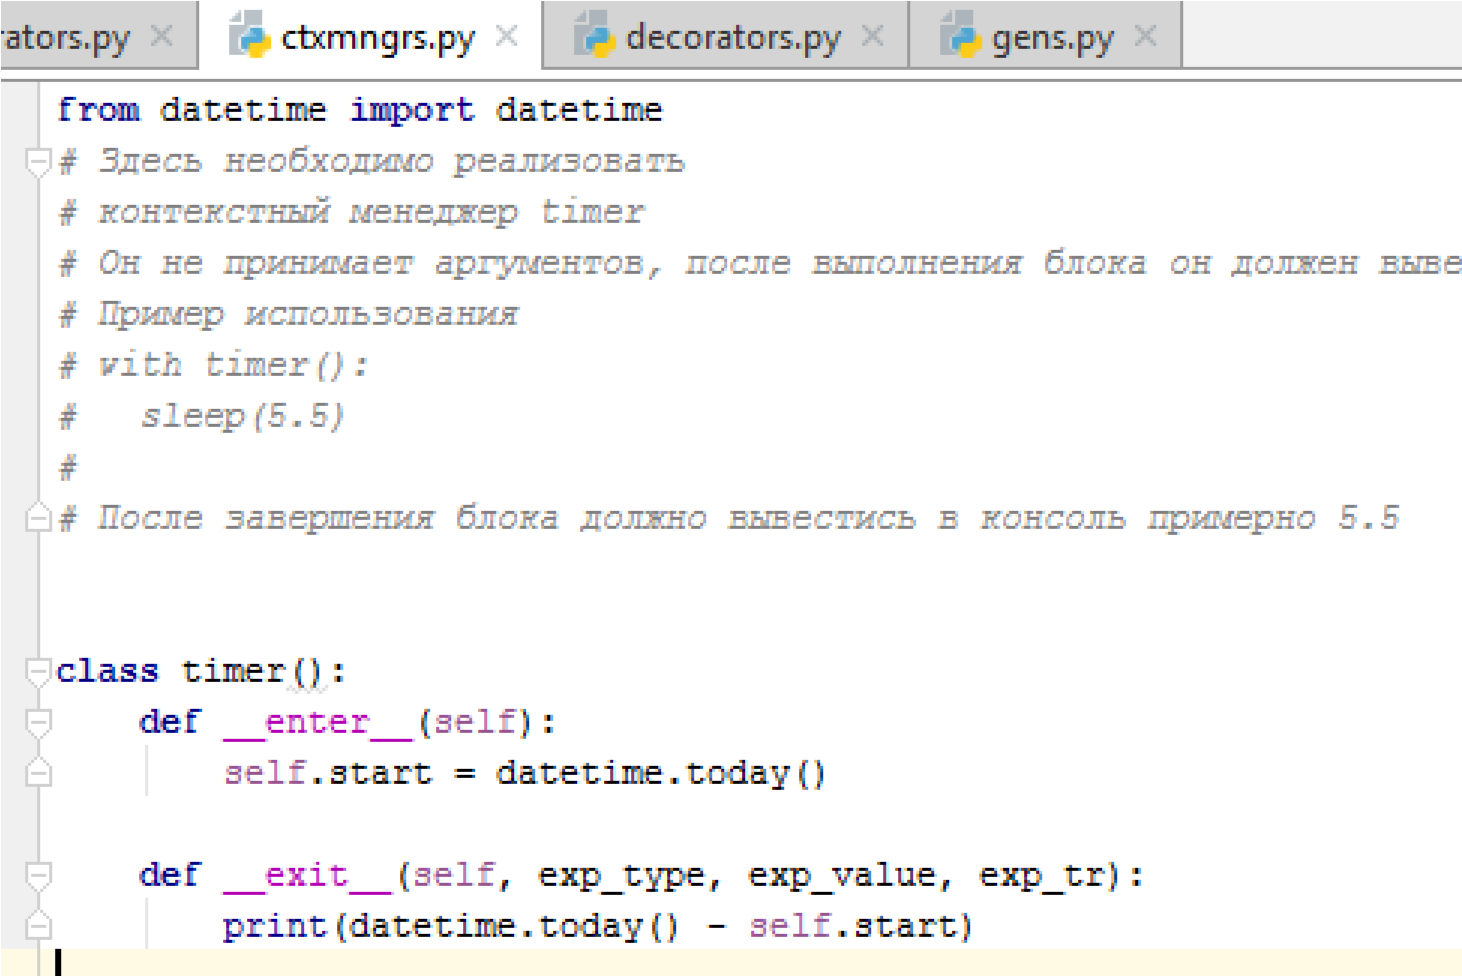 ators.py ctxmngrs.py decorators.py gens.py
from datetime import datetime
# Здесь необходимо реализовать
# контекстный менеджер timer
# Он не принимает аргументов, после выполнения блока он должен выве
# Пример использования
# with timer():
#   sleep(5.5)
#
# После завершения блока должно вывестись в консоль примерно 5.5
class timer():
    def __enter__(self):
        self.start = datetime.today()
    def __exit__(self, exp_type, exp_value, exp_tr):
        print(datetime.today() - self.start)